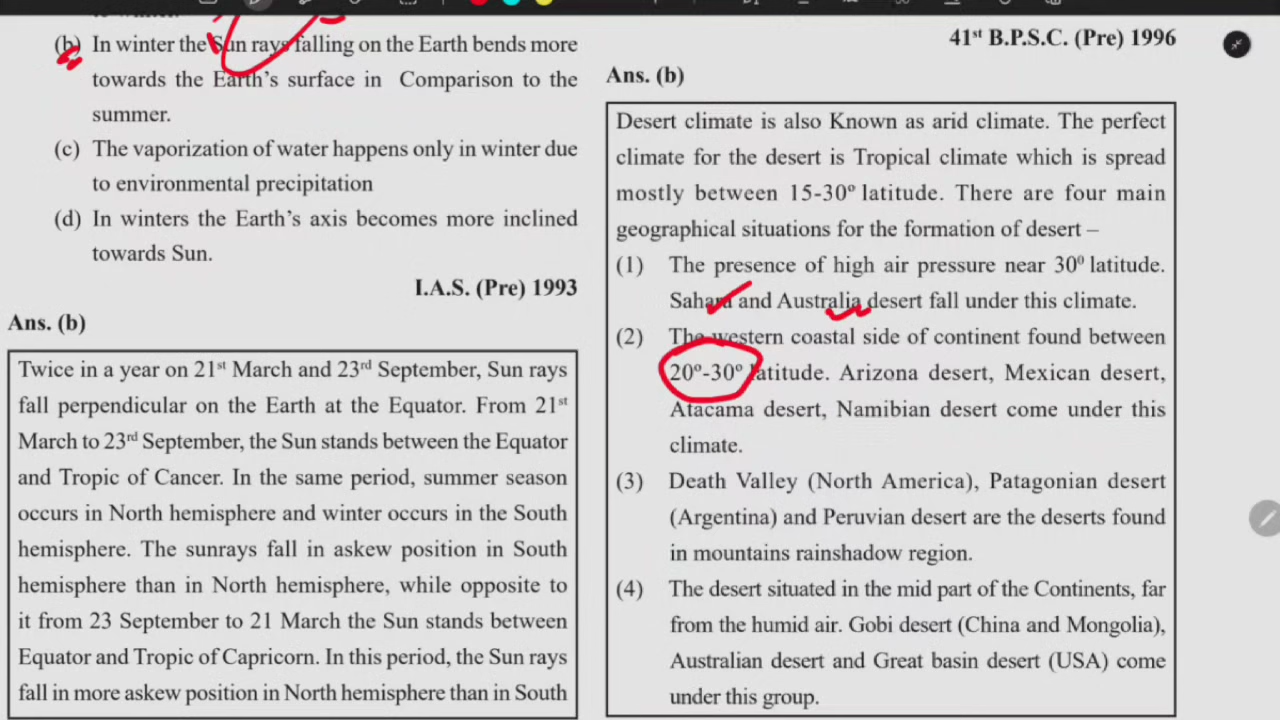 to winter.
(b) In winter the Sun rays falling on the Earth bends more
towards the Earth's surface in Comparison to the
summer.
(c) The vaporization of water happens only in winter due
to environmental precipitation
(d) In winters the Earth's axis becomes more inclined
towards Sun.
I.A.S. (Pre) 1993
Ans. (b)
Twice in a year on 21st March and 23rd September, Sun rays
fall perpendicular on the Earth at the Equator. From 21st
March to 23rd September, the Sun stands between the Equator
and Tropic of Cancer. In the same period, summer season
occurs in North hemisphere and winter occurs in the South
hemisphere. The sunrays fall in askew position in South
hemisphere than in North hemisphere, while opposite to
it from 23 September to 21 March the Sun stands between
Equator and Tropic of Capricorn. In this period, the Sun rays
fall in more askew position in North hemisphere than in South
41st B.P.S.C. (Pre) 1996
Ans. (b)
Desert climate is also Known as arid climate. The perfect
climate for the desert is Tropical climate which is spread
mostly between 15-30º latitude. There are four main
geographical situations for the formation of desert –
(1) The presence of high air pressure near 30º latitude.
Sahara and Australia desert fall under this climate.
(2) The western coastal side of continent found between
20º-30º latitude. Arizona desert, Mexican desert,
Atacama desert, Namibian desert come under this
climate.
(3) Death Valley (North America), Patagonian desert
(Argentina) and Peruvian desert are the deserts found
in mountains rainshadow region.
(4) The desert situated in the mid part of the Continents, far
from the humid air. Gobi desert (China and Mongolia),
Australian desert and Great basin desert (USA) come
under this group.